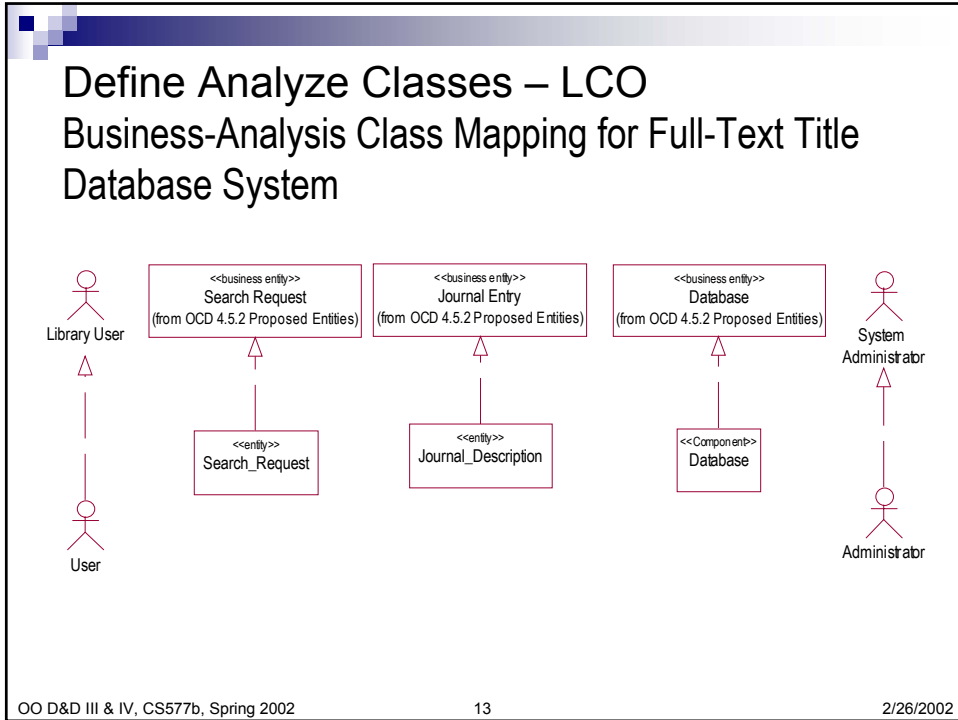 Define Analyze Classes – LCO
Business-Analysis Class Mapping for Full-Text Title
Database System
<<business entity>>
Search Request
(from OCD 4.5.2 Proposed Entities)
<<business entity>>
Journal Entry
(from OCD 4.5.2 Proposed Entities)
<<business entity>>
Database
(from OCD 4.5.2 Proposed Entities)
Library User
System
Administrator
<<entity>>
Search_Request
<<entity>>
Journal_Description
<<Component>>
Database
User
Administrator
OO D&D III & IV, CS577b, Spring 2002
13
2/26/2002